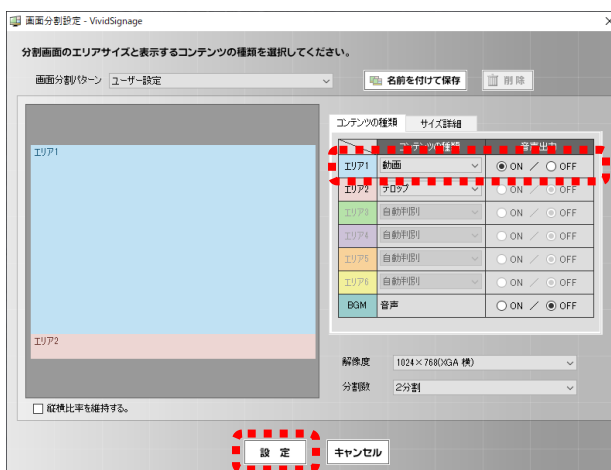 画面分割設定 - VividSignage
分割画面のエリアサイズと表示するコンテンツの種類を選択してください。
画面分割パターン ユーザー設定 名前を付けて保存 削除
コンテンツの種類 サイズ詳細
コンテンツの種類 音声出力
エリア1
エリア1 動画 ON / OFF
エリア2 テロップ ON / OFF
エリア3 自動判別 ON / OFF
エリア4 自動判別 ON / OFF
エリア5 自動判別 ON / OFF
エリア6 自動判別 ON / OFF
BGM 音声 ON / OFF
エリア2
解像度 1024×768(XGA 横)
分割数 2分割
縦横比率を維持する。
設 定 キャンセル